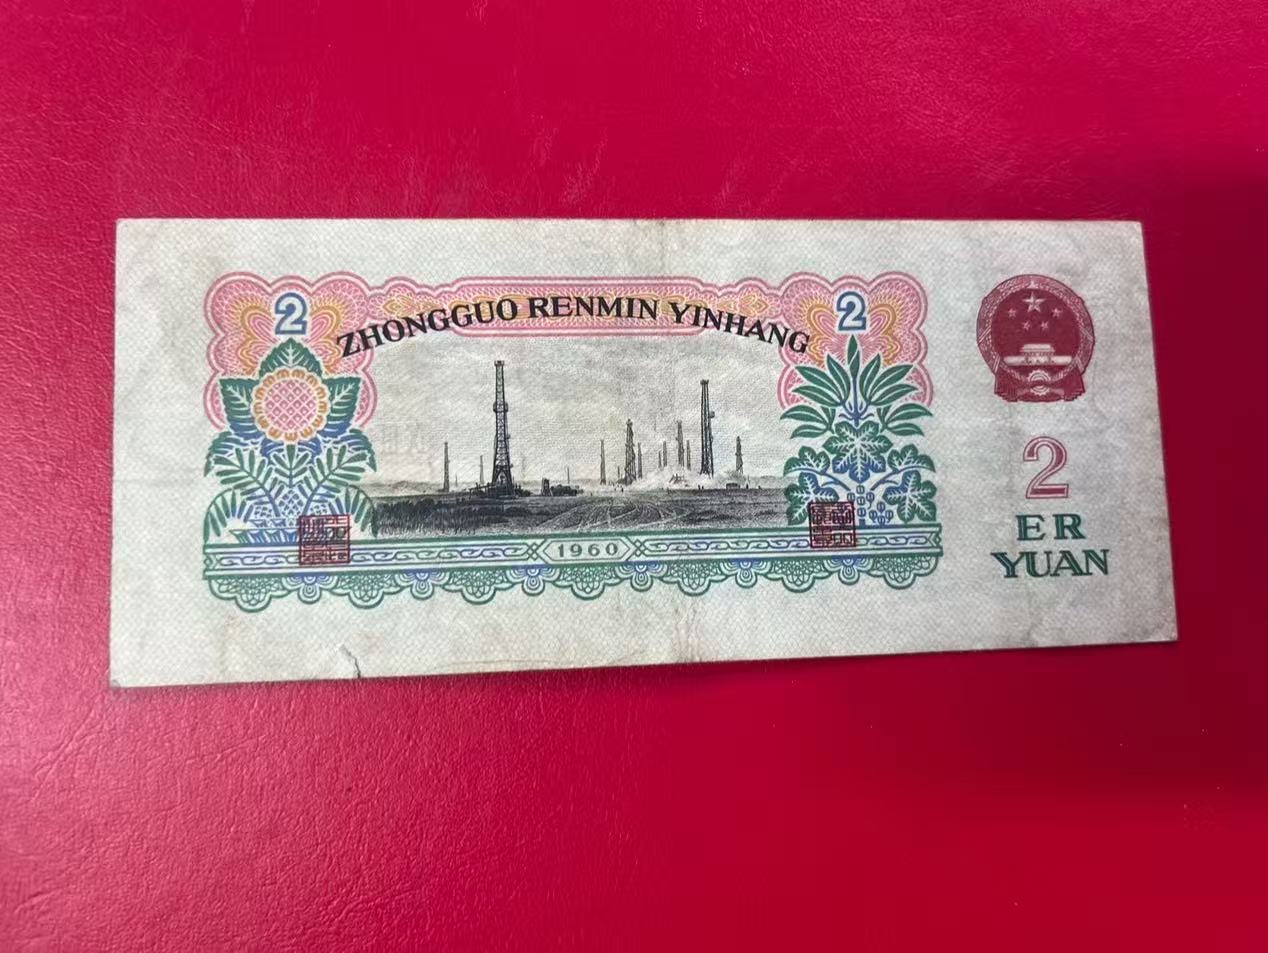 2
ZHONGGUO RENMIN YINHANG
2
1960
2
ER
YUAN